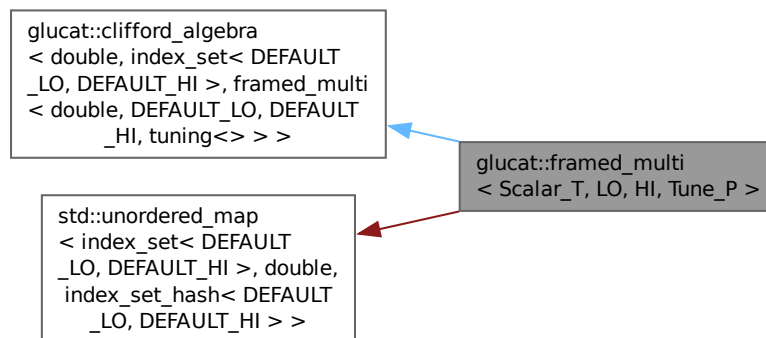 glucat::clifford_algebra
< double, index_set< DEFAULT
_LO, DEFAULT_HI >, framed_multi
< double, DEFAULT_LO, DEFAULT
_HI, tuning<> > >
glucat::framed_multi
< Scalar_T, LO, HI, Tune_P >
std::unordered_map
< index_set< DEFAULT
_LO, DEFAULT_HI >, double,
index_set_hash< DEFAULT
_LO, DEFAULT_HI > >